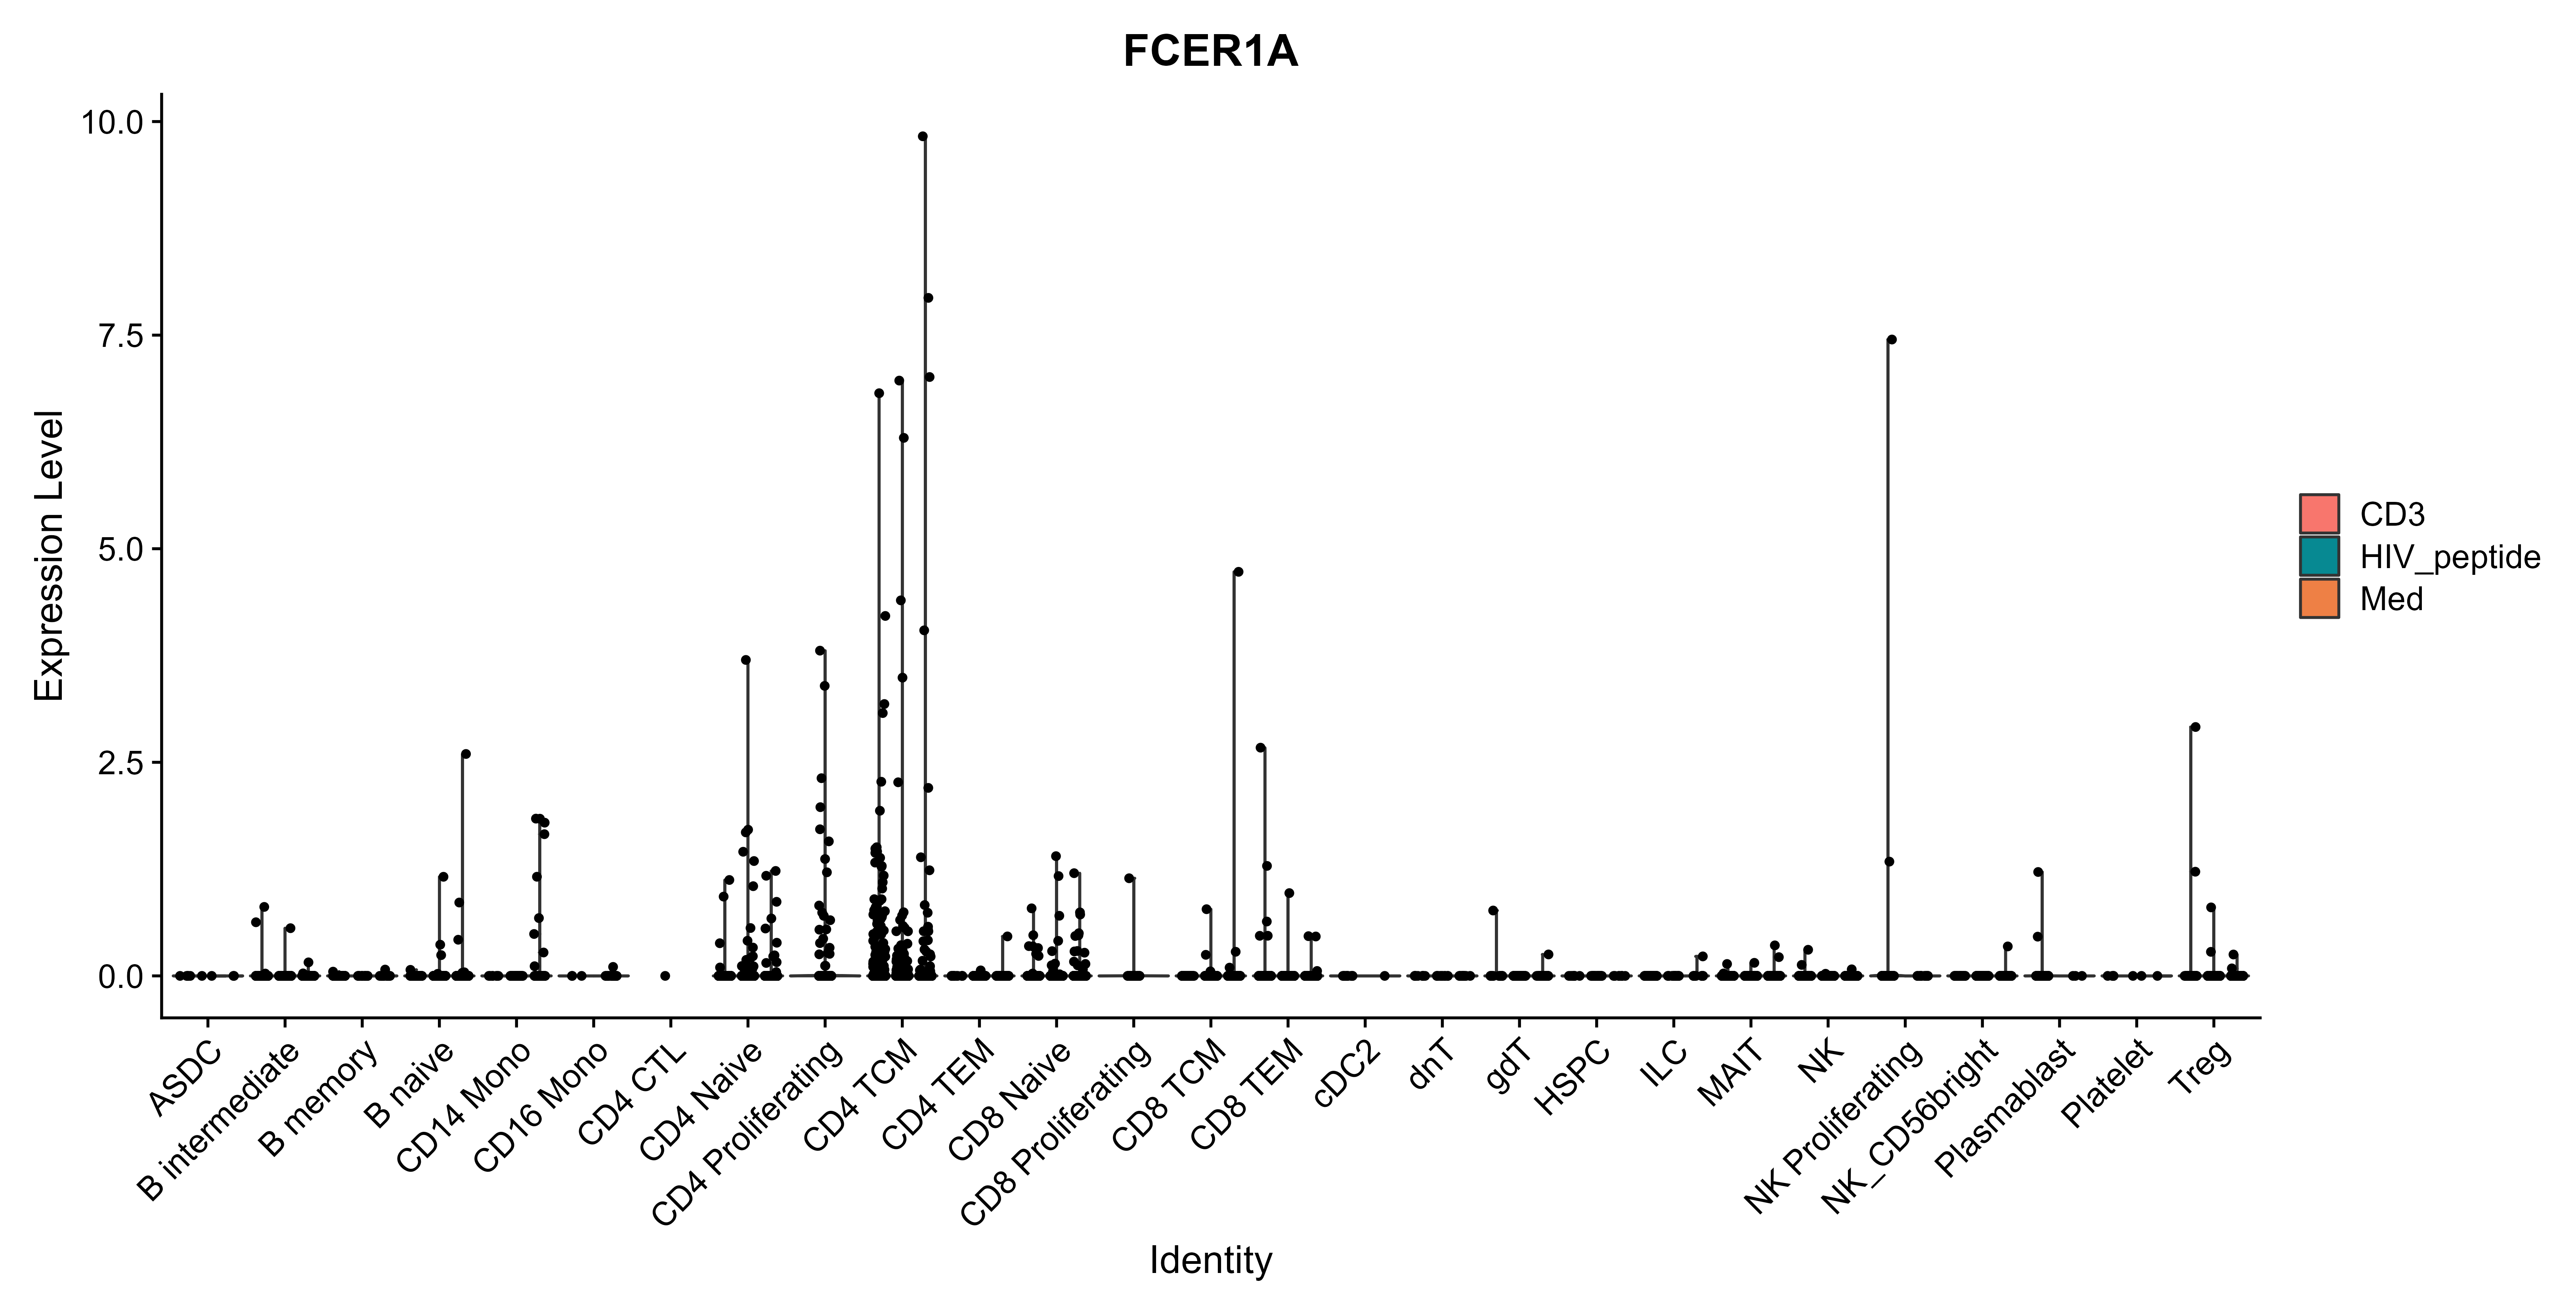 FCER1A
10.0
7.5
5.0
2.5
0.0
Expression Level
ASDC
B intermediate
B memory
B naive
CD14 Mono
CD16 Mono
CD4 CTL
CD4 Naive
CD4 Proliferating
CD4 TCM
CD4 TEM
CD8 Naive
CD8 Proliferating
CD8 TCM
CD8 TEM
cDC2
dnT
gdT
HSPC
ILC
MAIT
NK
NK Proliferating
NK_CD56bright
Plasmablast
Platelet
Treg
Identity
CD3
HIV_peptide
Med